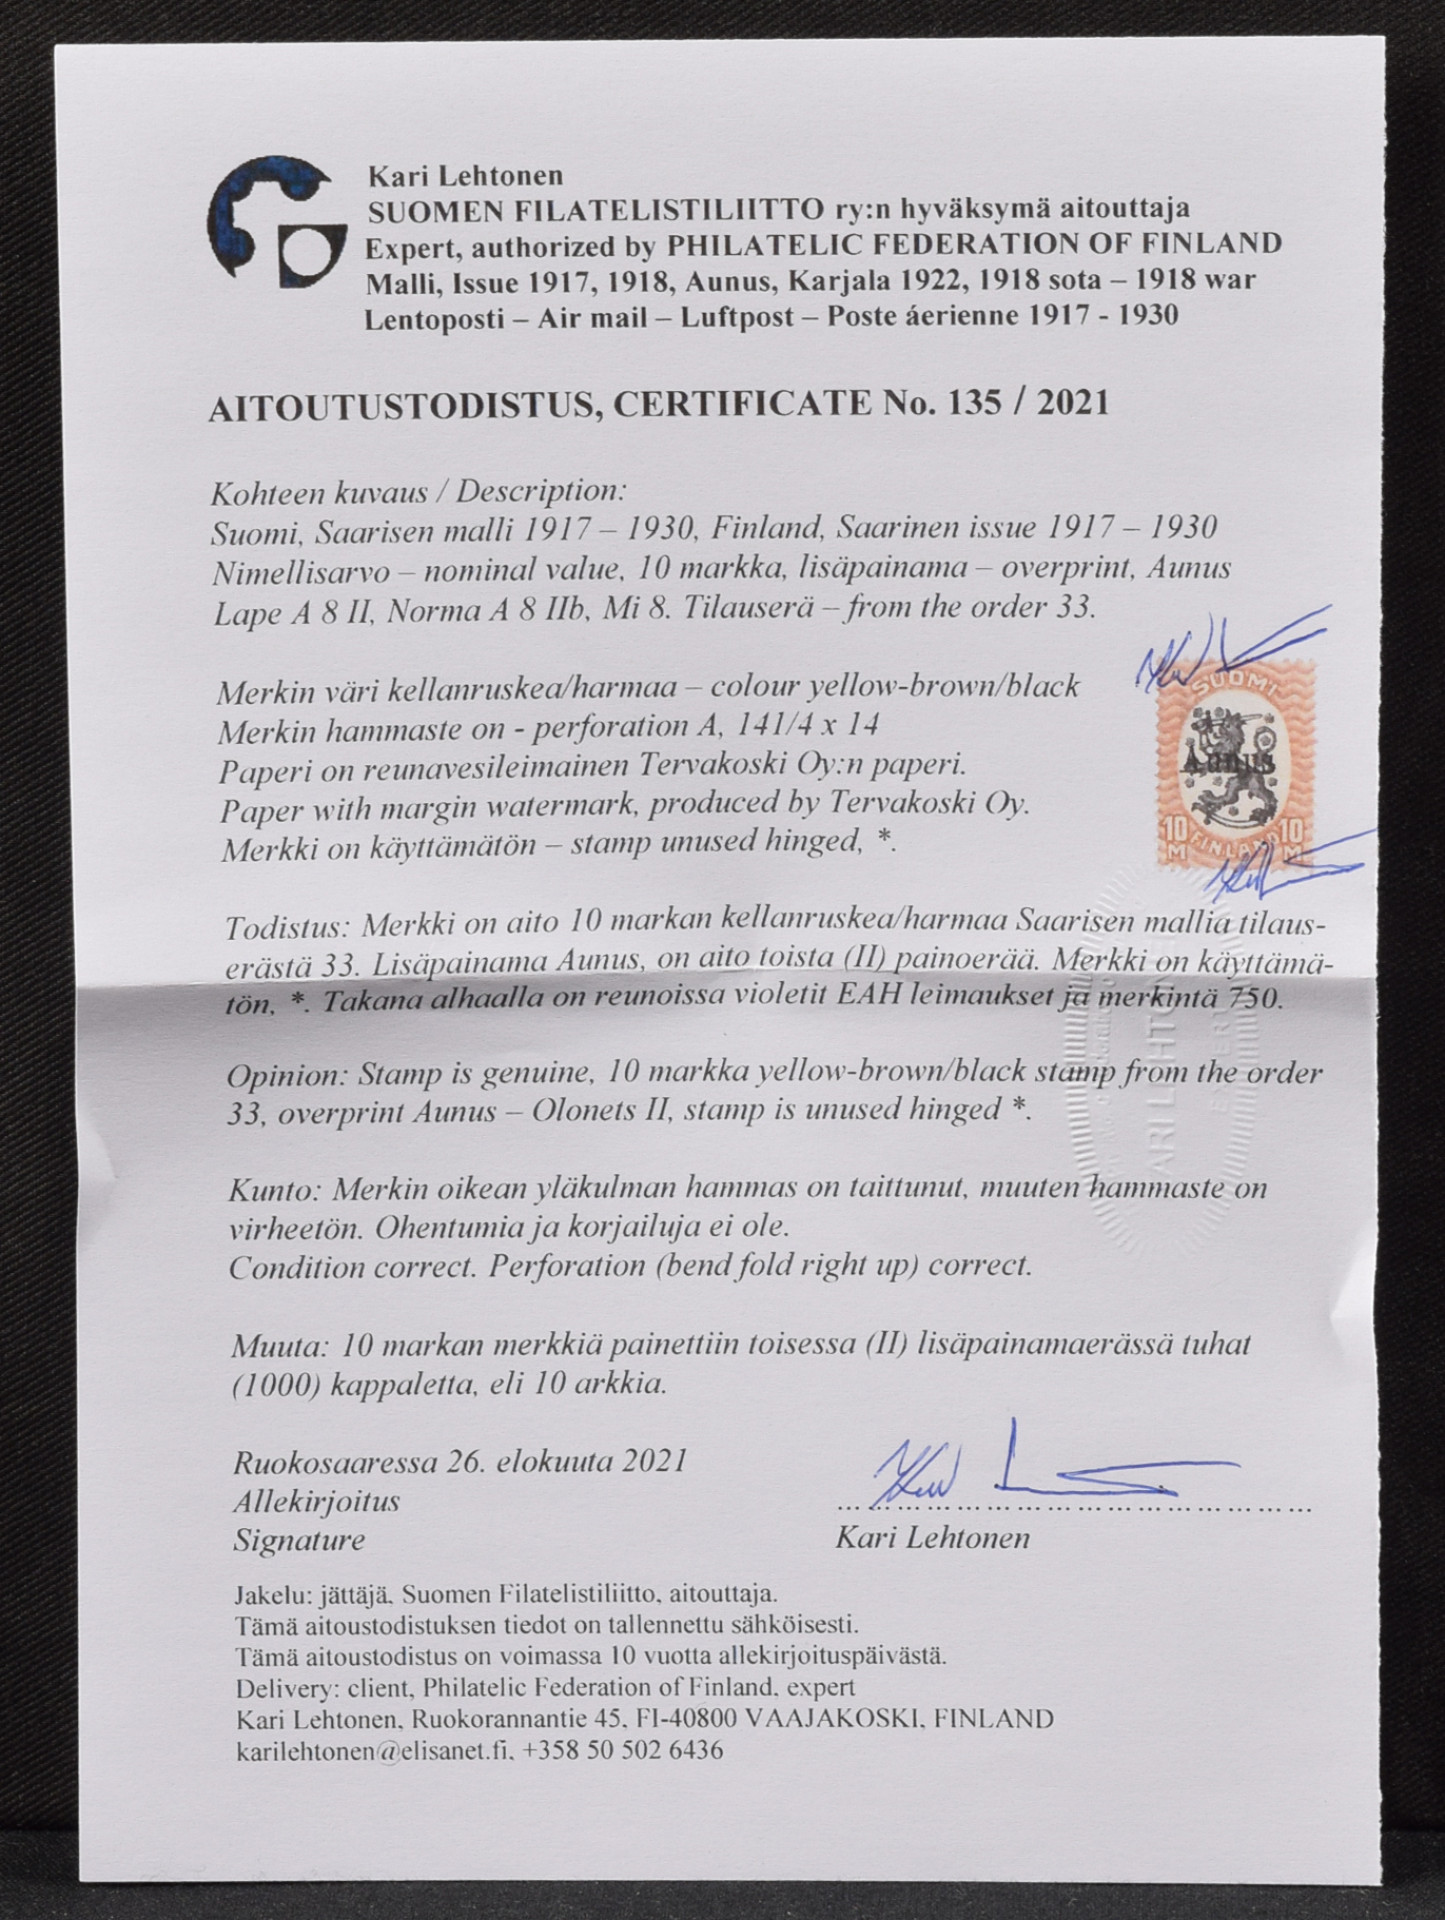 Kari Lehtonen
SUOMEN FILATELISTILIITTO ry:n hyväksymä aitouttaja
Expert, authorized by PHILATELIC FEDERATION OF FINLAND
Malli, Issue 1917, 1918, Aunus, Karjala 1922, 1918 sota – 1918 war
Lentoposti – Air mail – Luftpost – Poste áerienne 1917 - 1930
AITOUTUSTODISTUS, CERTIFICATE No. 135 / 2021
Kohteen kuvaus / Description:
Suomi, Saarisen malli 1917 – 1930, Finland, Saarinen issue 1917 – 1930
Nimellisarvo – nominal value, 10 markka, lisäpainama – overprint, Aunus
Lape A 8 II, Norma A 8 IIb, Mi 8. Tilauserä – from the order 33.
Merkin väri kellanruskea/harmaa – colour yellow-brown/black
Merkin hammaste on - perforation A, 141/4 x 14
Paperi on reunavesileimainen Tervakoski Oy:n paperi.
Paper with margin watermark, produced by Tervakoski Oy.
Merkki on käyttämätön – stamp unused hinged, *.
SUOMI
Aunus
10 10
M FINLAND M
Todistus: Merkki on aito 10 markan kellanruskea/harmaa Saarisen mallia tilaus-
erästä 33. Lisäpainama Aunus, on aito toista (II) painoerää. Merkki on käyttämä-
tön, *. Takana alhaalla on reunoissa violetit EAH leimaukset ja merkintä 750.
Opinion: Stamp is genuine, 10 markka yellow-brown/black stamp from the order
33, overprint Aunus – Olonets II, stamp is unused hinged *.
KARI LEHTONEN
EXPERT
Kunto: Merkin oikean yläkulman hammas on taittunut, muuten hammaste on
virheetön. Ohentumia ja korjailuja ei ole.
Condition correct. Perforation (bend fold right up) correct.
Muuta: 10 markan merkkiä painettiin toisessa (II) lisäpainamaerässä tuhat
(1000) kappaletta, eli 10 arkkia.
Ruokosaaressa 26. elokuuta 2021
Allekirjoitus
Signature
Kari Lehtonen
Jakelu: jättäjä, Suomen Filatelistiliitto, aitouttaja.
Tämä aitoustodistuksen tiedot on tallennettu sähköisesti.
Tämä aitoustodistus on voimassa 10 vuotta allekirjoituspäivästä.
Delivery: client, Philatelic Federation of Finland, expert
Kari Lehtonen, Ruokorannantie 45, FI-40800 VAAJAKOSKI, FINLAND
karilehtonen@elisanet.fi, +358 50 502 6436